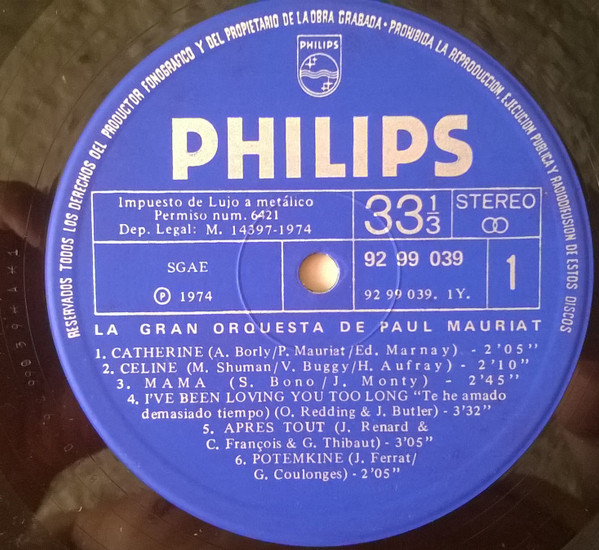 RESERVADOS TODOS LOS DERECHOS DEL PRODUCTOR FONOGRAFICO Y DEL PROPIETARIO DE LA OBRA GRABADA • PROHIBIDA LA REPRODUCCION, EJECUCION PUBLICA Y RADIODIFUSION DE ESTOS DISCOS
PHILIPS
PHILIPS
Impuesto de Lujo a metálico
Permiso num. 6421
Dep. Legal: M. 14397-1974
33 1/3
STEREO
SGAE
℗ 1974
92 99 039
92 99 039. 1Y.
1
LA GRAN ORQUESTA DE PAUL MAURIAT
1. CATHERINE (A. Borly/P. Mauriat/Ed. Marnay) - 2'05"
2. CELINE (M. Shuman/V. Buggy/H. Aufray) - 2'10"
3. MAMA (S. Bono/J. Monty) - 2'45"
4. I'VE BEEN LOVING YOU TOO LONG "Te he amado
demasiado tiempo) (O. Redding & J. Butler) - 3'32"
5. APRES TOUT (J. Renard &
C. François & G. Thibaut) - 3'05"
6. POTEMKINE (J. Ferrat/
G. Coulonges) - 2'05"